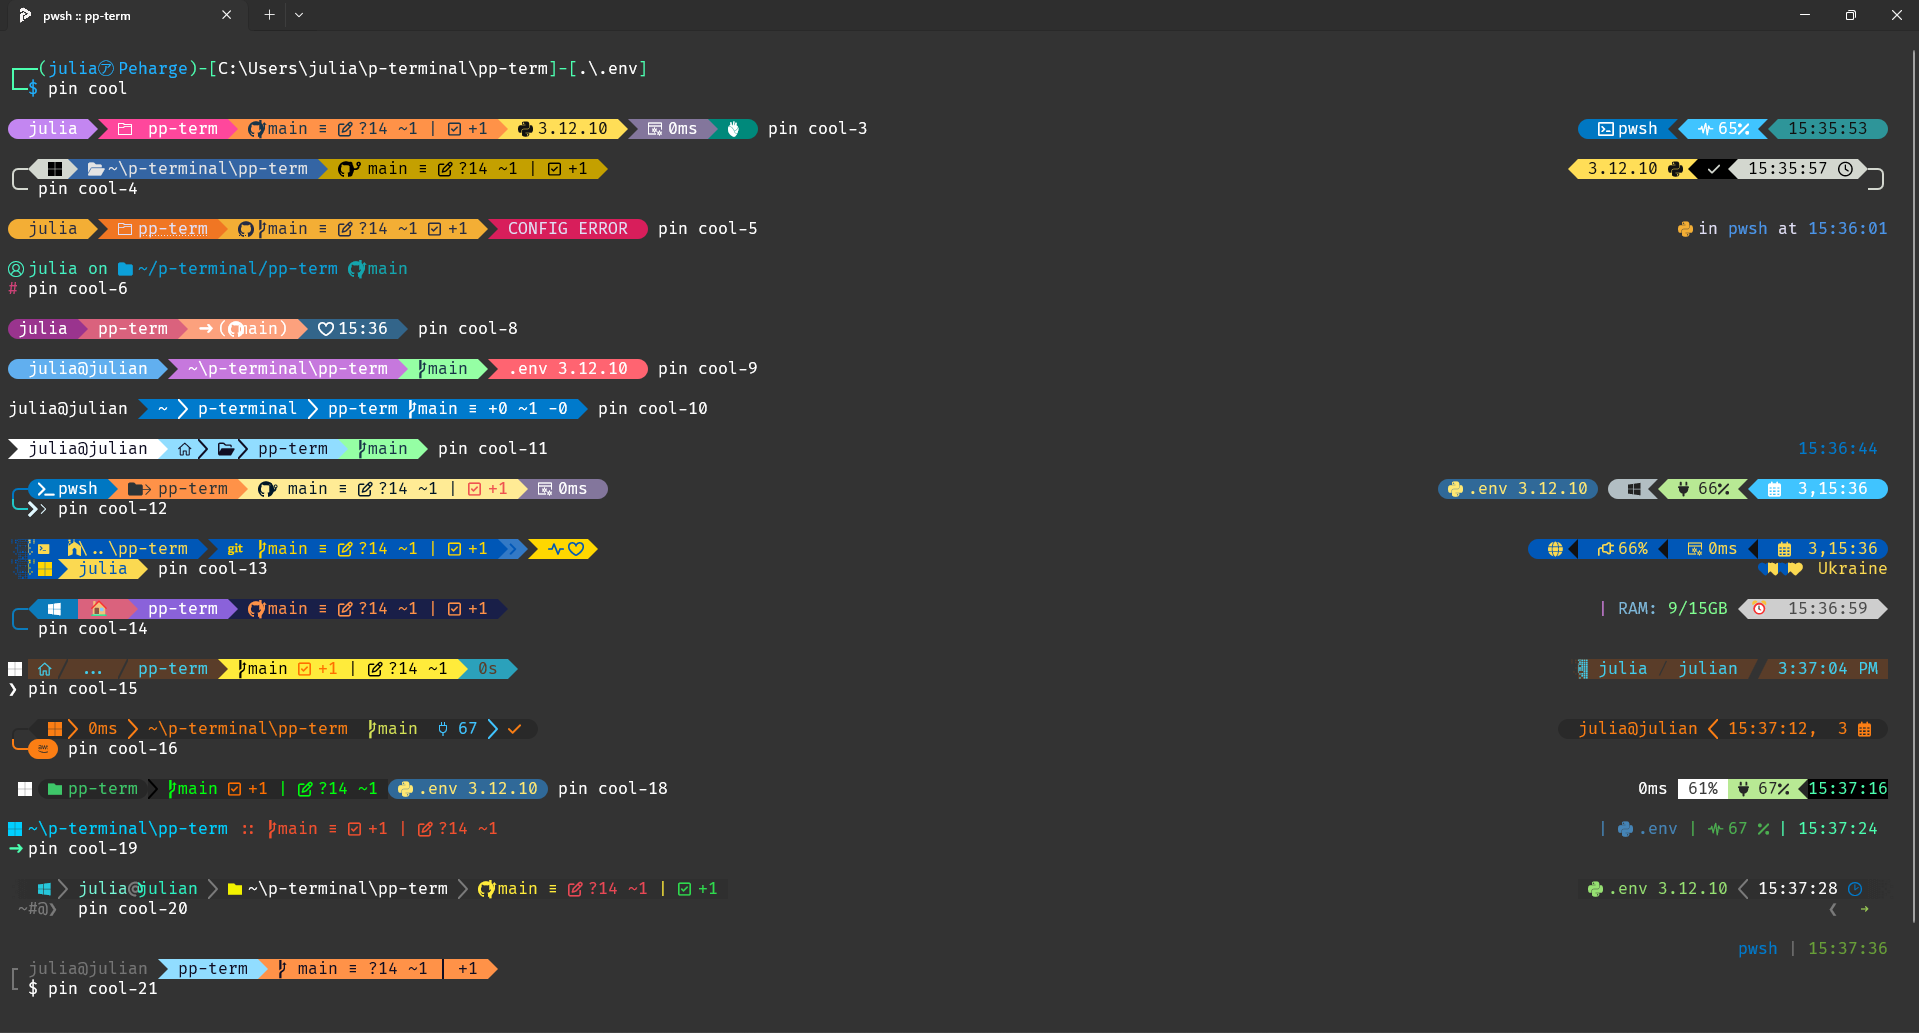 pwsh :: pp-term
(julia㋐Peharge)-[C:\Users\julia\p-terminal\pp-term]-[.\.env]
$ pin cool
julia pp-term main ≡ ?14 ~1 | +1 3.12.10 0ms pin cool-3 pwsh 65% 15:35:53
~\p-terminal\pp-term main ≡ ?14 ~1 | +1 3.12.10 15:35:57
pin cool-4
julia pp-term main ≡ ?14 ~1 +1 CONFIG ERROR pin cool-5 in pwsh at 15:36:01
julia on ~/p-terminal/pp-term main
# pin cool-6
julia pp-term ➜ (main) 15:36 pin cool-8
julia@julian ~\p-terminal\pp-term main .env 3.12.10 pin cool-9
julia@julian ~ p-terminal pp-term main ≡ +0 ~1 -0 pin cool-10
julia@julian pp-term main pin cool-11 15:36:44
pwsh pp-term main ≡ ?14 ~1 | +1 0ms .env 3.12.10 66% 3,15:36
pin cool-12
\..\pp-term git main ≡ ?14 ~1 | +1 66% 0ms 3,15:36
julia pin cool-13 Ukraine
pp-term main ≡ ?14 ~1 | +1 | RAM: 9/15GB 15:36:59
pin cool-14
... pp-term main +1 | ?14 ~1 0s julia julian 3:37:04 PM
❯ pin cool-15
0ms ~\p-terminal\pp-term main 67 julia@julian 15:37:12, 3
aws pin cool-16
pp-term main +1 | ?14 ~1 .env 3.12.10 pin cool-18 0ms 61% 67% 15:37:16
~\p-terminal\pp-term :: main ≡ +1 | ?14 ~1 | .env | 67 % | 15:37:24
➜ pin cool-19
julia@julian ~\p-terminal\pp-term main ≡ ?14 ~1 | +1 .env 3.12.10 15:37:28
~#@❯ pin cool-20 ❮ →
pwsh | 15:37:36
julia@julian pp-term main ≡ ?14 ~1 | +1
$ pin cool-21